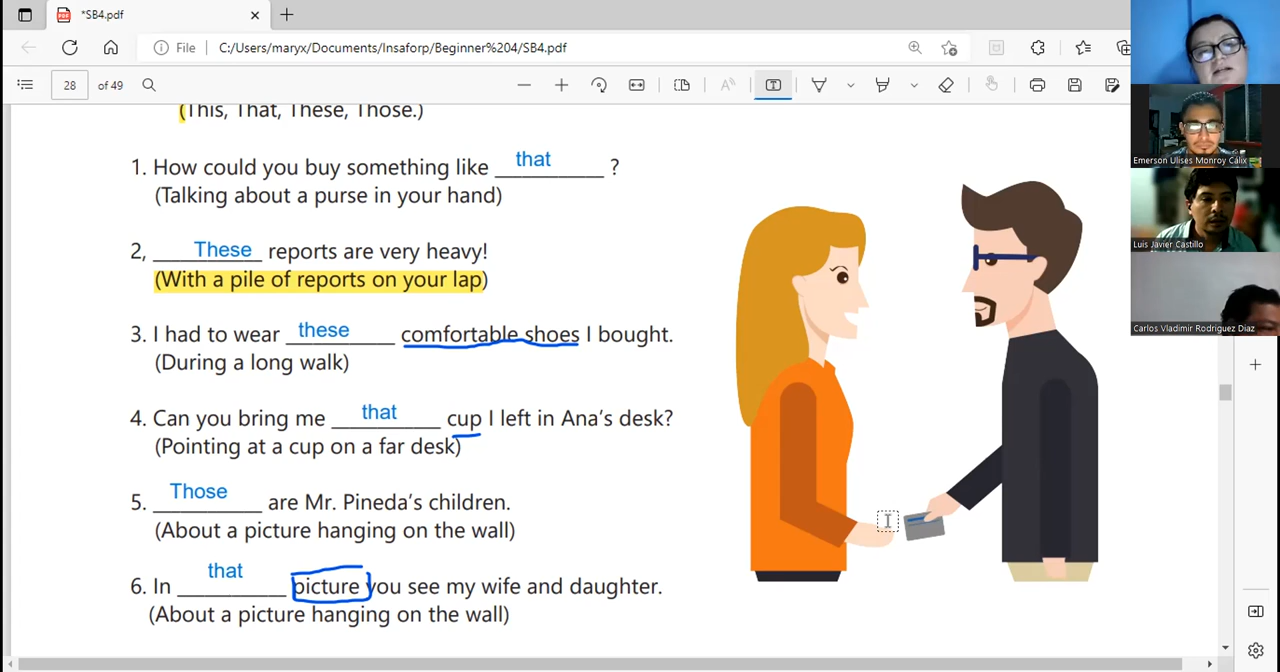 *SB4.pdf
File C:/Users/maryx/Documents/Insaforp/Beginner%204/SB4.pdf
28 of 49
(This, That, These, Those.)
1. How could you buy something like that ?
(Talking about a purse in your hand)
2, These reports are very heavy!
(With a pile of reports on your lap)
3. I had to wear these comfortable shoes I bought.
(During a long walk)
4. Can you bring me that cup I left in Ana's desk?
(Pointing at a cup on a far desk)
5. Those are Mr. Pineda's children.
(About a picture hanging on the wall)
6. In that picture you see my wife and daughter.
(About a picture hanging on the wall)
Emerson Ulises Monroy Cálix
Luis Javier Castillo
Carlos Vladimir Rodriguez Diaz